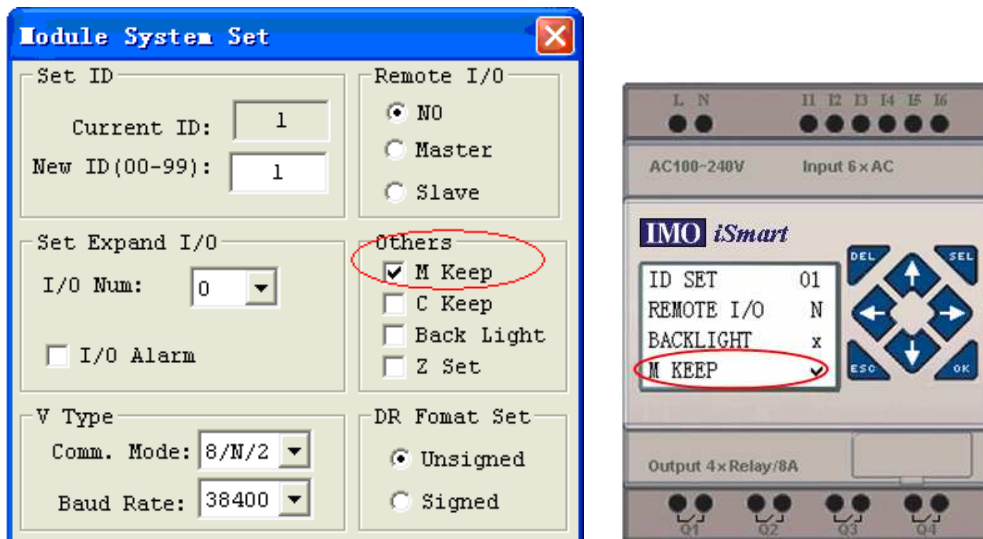 Module System Set
Set ID
Current ID: 1
New ID(00-99): 1
Remote I/O
NO
Master
Slave
Set Expand I/O
I/O Num: 0
I/O Alarm
Others
M Keep
C Keep
Back Light
Z Set
V Type
Comm. Mode: 8/N/2
Baud Rate: 38400
DR Fomat Set
Unsigned
Signed
L N I1 I2 I3 I4 I5 I6
AC100~240V Input 6×AC
IMO iSmart
ID SET 01
REMOTE I/O N
BACKLIGHT x
M KEEP ✓
DEL SEL
ESC OK
Output 4×Relay/8A
Q1 Q2 Q3 Q4